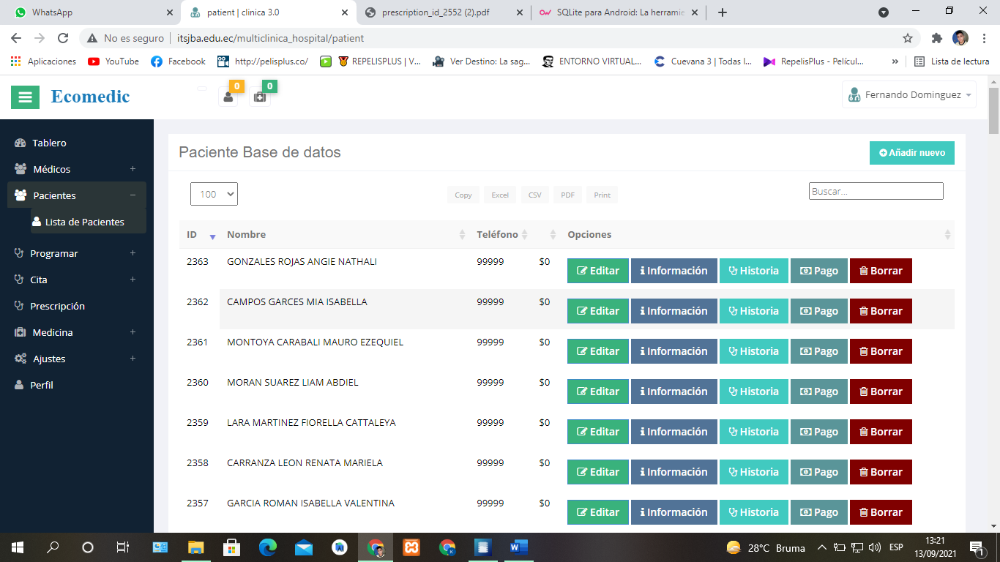 WhatsApp
patient | clinica 3.0
prescription_id_2552 (2).pdf
SQLite para Android: La herramie
No es seguro | itsjba.edu.ec/multiclinica_hospital/patient
Aplicaciones YouTube Facebook http://pelisplus.co/ REPELISPLUS | V... Ver Destino: La sag... ENTORNO VIRTUAL... Cuevana 3 | Todas l... RepelisPlus - Películ... » Lista de lectura
Ecomedic 0 0 Fernando Dominguez
Tablero
Médicos +
Pacientes −
Lista de Pacientes
Programar +
Cita +
Prescripción
Medicina +
Ajustes +
Perfil
Paciente Base de datos Añadir nuevo
100 Copy Excel CSV PDF Print Buscar...
ID Nombre Teléfono Opciones
2363 GONZALES ROJAS ANGIE NATHALI 99999 $0 Editar Información Historia Pago Borrar
2362 CAMPOS GARCES MIA ISABELLA 99999 $0 Editar Información Historia Pago Borrar
2361 MONTOYA CARABALI MAURO EZEQUIEL 99999 $0 Editar Información Historia Pago Borrar
2360 MORAN SUAREZ LIAM ABDIEL 99999 $0 Editar Información Historia Pago Borrar
2359 LARA MARTINEZ FIORELLA CATTALEYA 99999 $0 Editar Información Historia Pago Borrar
2358 CARRANZA LEON RENATA MARIELA 99999 $0 Editar Información Historia Pago Borrar
2357 GARCIA ROMAN ISABELLA VALENTINA 99999 $0 Editar Información Historia Pago Borrar
28°C Bruma ESP 13:21
13/09/2021 1